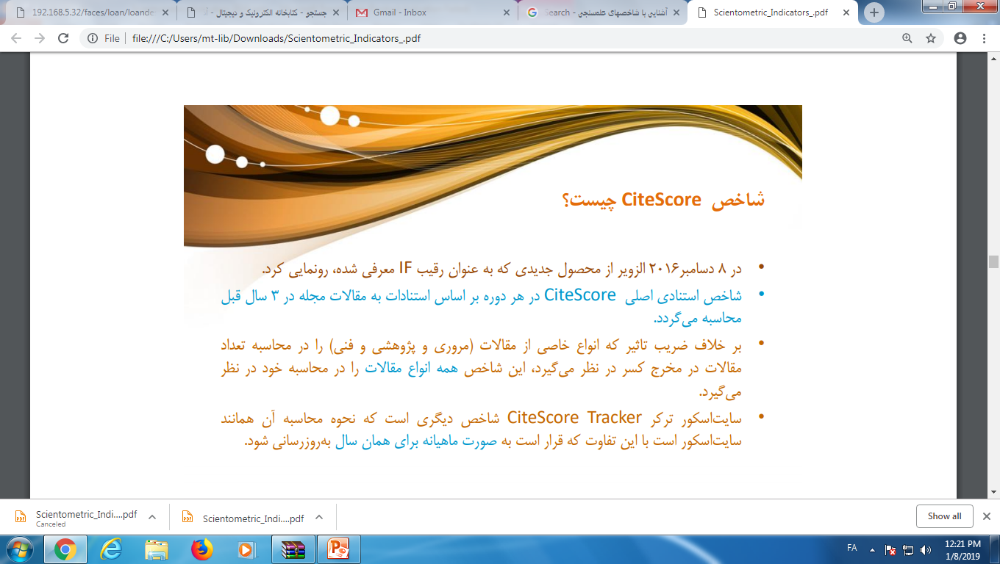 192.168.5.32/faces/loan/loande
جستجو - کتابخانه الکترونیک و دیجیتال - آذ
Gmail - Inbox
آشنایی با شاخصهای علمسنجی - Search
Scientometric_Indicators_.pdf
File
file:///C:/Users/mt-lib/Downloads/Scientometric_Indicators_.pdf
شاخص CiteScore چیست؟
• در ۸ دسامبر۲۰۱۶ الزویر از محصول جدیدی که به عنوان رقیب IF معرفی شده، رونمایی کرد.
• شاخص استنادی اصلی CiteScore در هر دوره بر اساس استنادات به مقالات مجله در ۳ سال قبل
محاسبه می‌گردد.
• بر خلاف ضریب تاثیر که انواع خاصی از مقالات (مروری و پژوهشی و فنی) را در محاسبه تعداد
مقالات در مخرج کسر در نظر می‌گیرد، این شاخص همه انواع مقالات را در محاسبه خود در نظر
می‌گیرد.
• سایت‌اسکور ترکر CiteScore Tracker شاخص دیگری است که نحوه محاسبه آن همانند
سایت‌اسکور است با این تفاوت که قرار است به صورت ماهیانه برای همان سال به‌روزرسانی شود.
Scientometric_Indi....pdf
Canceled
Scientometric_Indi....pdf
Show all
FA
12:21 PM
1/8/2019